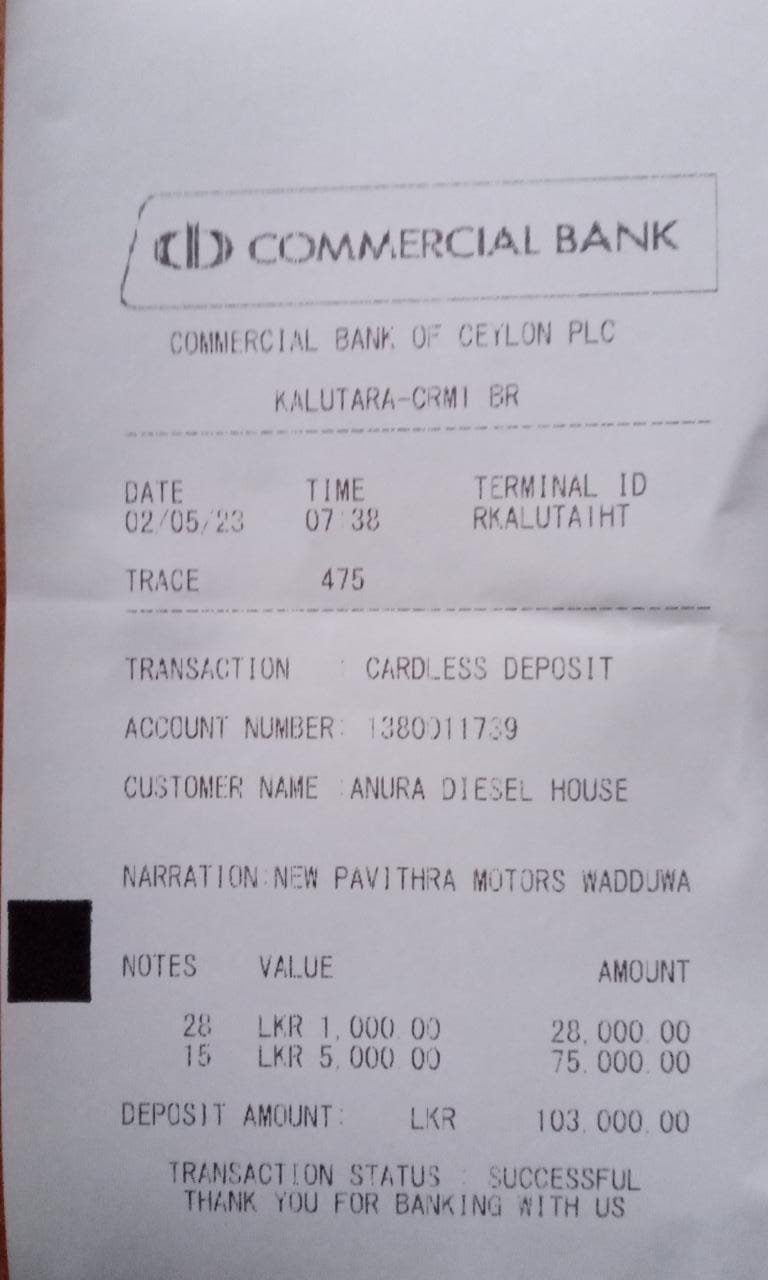 COMMERCIAL BANK
COMMERCIAL BANK OF CEYLON PLC
KALUTARA-CRM1 BR
DATE TIME TERMINAL ID
02/05/23 07:38 RKALUTA1HT
TRACE 475
TRANSACTION : CARDLESS DEPOSIT
ACCOUNT NUMBER: 1380011739
CUSTOMER NAME :ANURA DIESEL HOUSE
NARRATION:NEW PAVITHRA MOTORS WADDUWA
NOTES VALUE AMOUNT
28 LKR 1,000.00 28,000.00
15 LKR 5,000.00 75,000.00
DEPOSIT AMOUNT: LKR 103,000.00
TRANSACTION STATUS : SUCCESSFUL
THANK YOU FOR BANKING WITH US